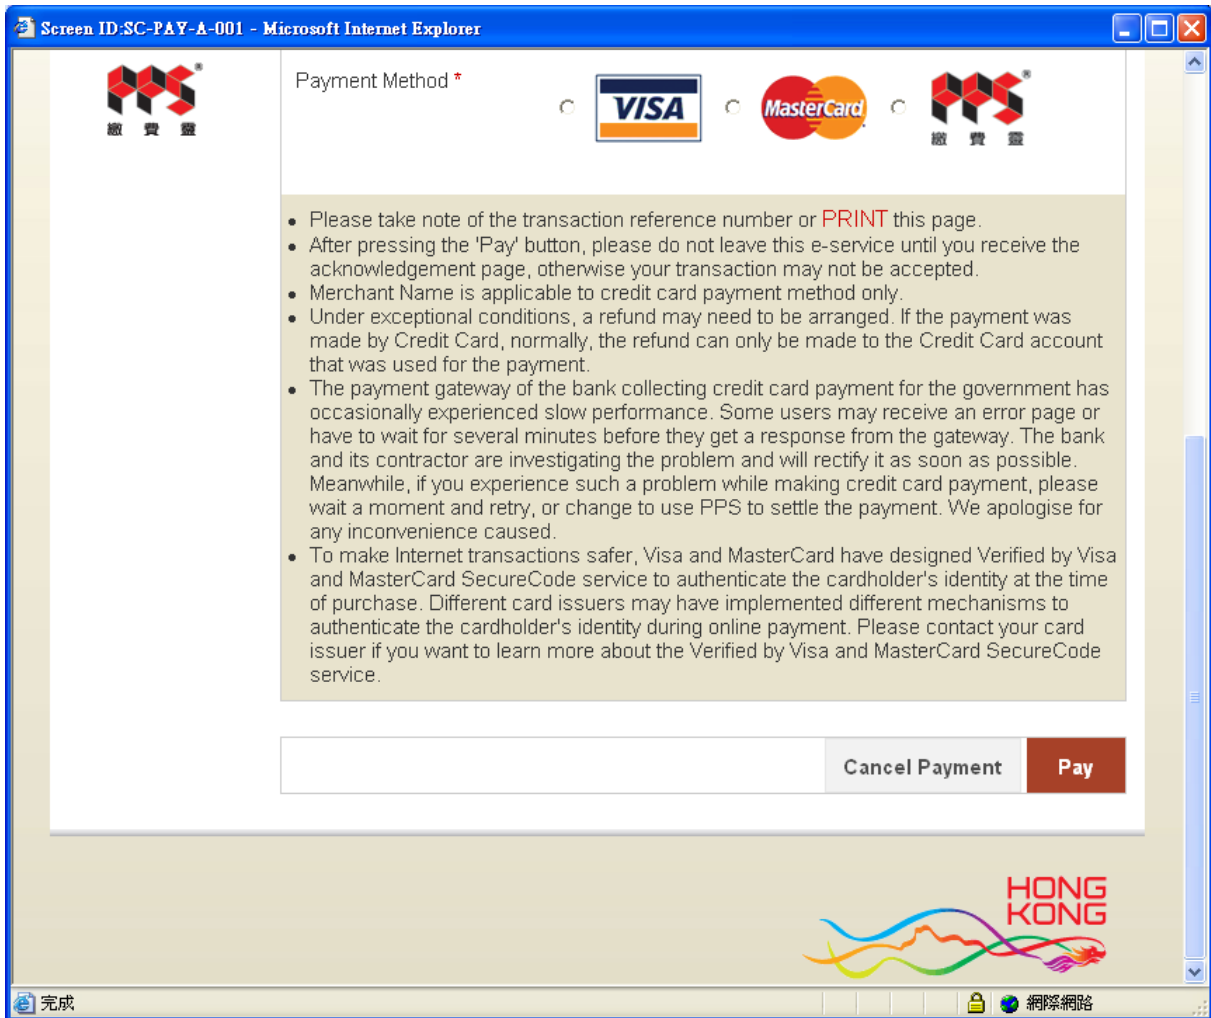 Screen ID:SC-PAY-A-001 - Microsoft Internet Explorer
PPS®
繳 費 靈
Payment Method *
VISA
MasterCard
PPS®
繳 費 靈
• Please take note of the transaction reference number or PRINT this page.
• After pressing the 'Pay' button, please do not leave this e-service until you receive the
acknowledgement page, otherwise your transaction may not be accepted.
• Merchant Name is applicable to credit card payment method only.
• Under exceptional conditions, a refund may need to be arranged. If the payment was
made by Credit Card, normally, the refund can only be made to the Credit Card account
that was used for the payment.
• The payment gateway of the bank collecting credit card payment for the government has
occasionally experienced slow performance. Some users may receive an error page or
have to wait for several minutes before they get a response from the gateway. The bank
and its contractor are investigating the problem and will rectify it as soon as possible.
Meanwhile, if you experience such a problem while making credit card payment, please
wait a moment and retry, or change to use PPS to settle the payment. We apologise for
any inconvenience caused.
• To make Internet transactions safer, Visa and MasterCard have designed Verified by Visa
and MasterCard SecureCode service to authenticate the cardholder's identity at the time
of purchase. Different card issuers may have implemented different mechanisms to
authenticate the cardholder's identity during online payment. Please contact your card
issuer if you want to learn more about the Verified by Visa and MasterCard SecureCode
service.
Cancel Payment
Pay
HONG
KONG
完成
網際網路